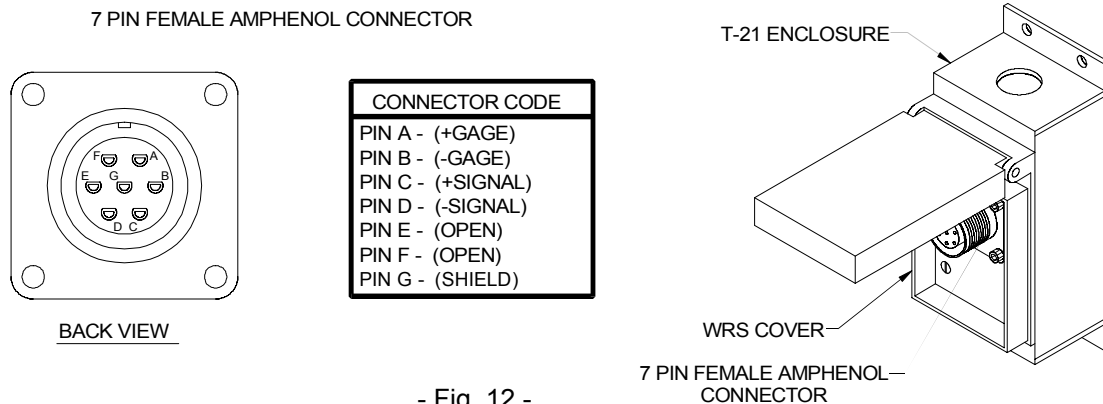 7 PIN FEMALE AMPHENOL CONNECTOR
F
A
E
G
B
D
C
BACK VIEW
CONNECTOR CODE
PIN A - (+GAGE)
PIN B - (-GAGE)
PIN C - (+SIGNAL)
PIN D - (-SIGNAL)
PIN E - (OPEN)
PIN F - (OPEN)
PIN G - (SHIELD)
T-21 ENCLOSURE
WRS COVER
7 PIN FEMALE AMPHENOL
CONNECTOR
- Fig. 12 -